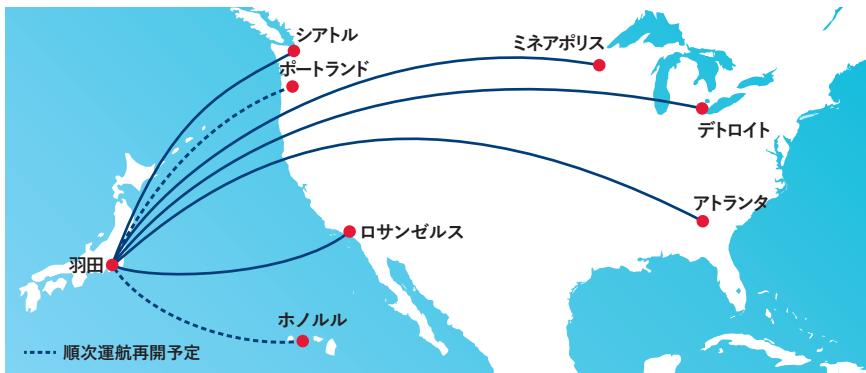 シアトル
ミネアポリス
ポートランド
デトロイト
アトランタ
ロサンゼルス
羽田
ホノルル
順次運航再開予定